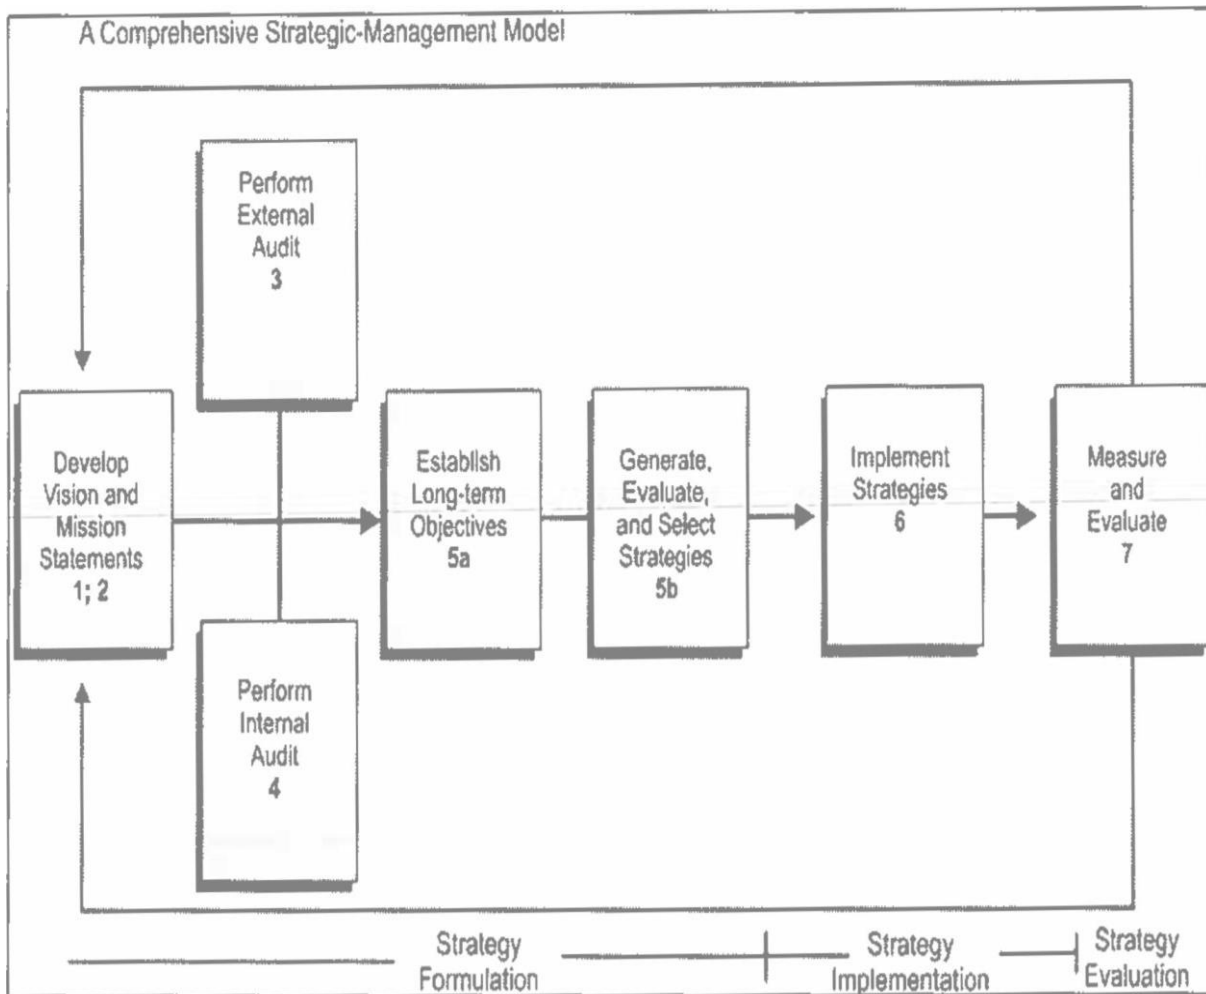 A Comprehensive Strategic-Management Model
Perform
External
Audit
3
Develop
Vision and
Mission
Statements
1; 2
Establish
Long-term
Objectives
5a
Generate,
Evaluate,
and Select
Strategies
5b
Implement
Strategies
6
Measure
and
Evaluate
7
Perform
Internal
Audit
4
Strategy
Formulation
Strategy
Implementation
Strategy
Evaluation